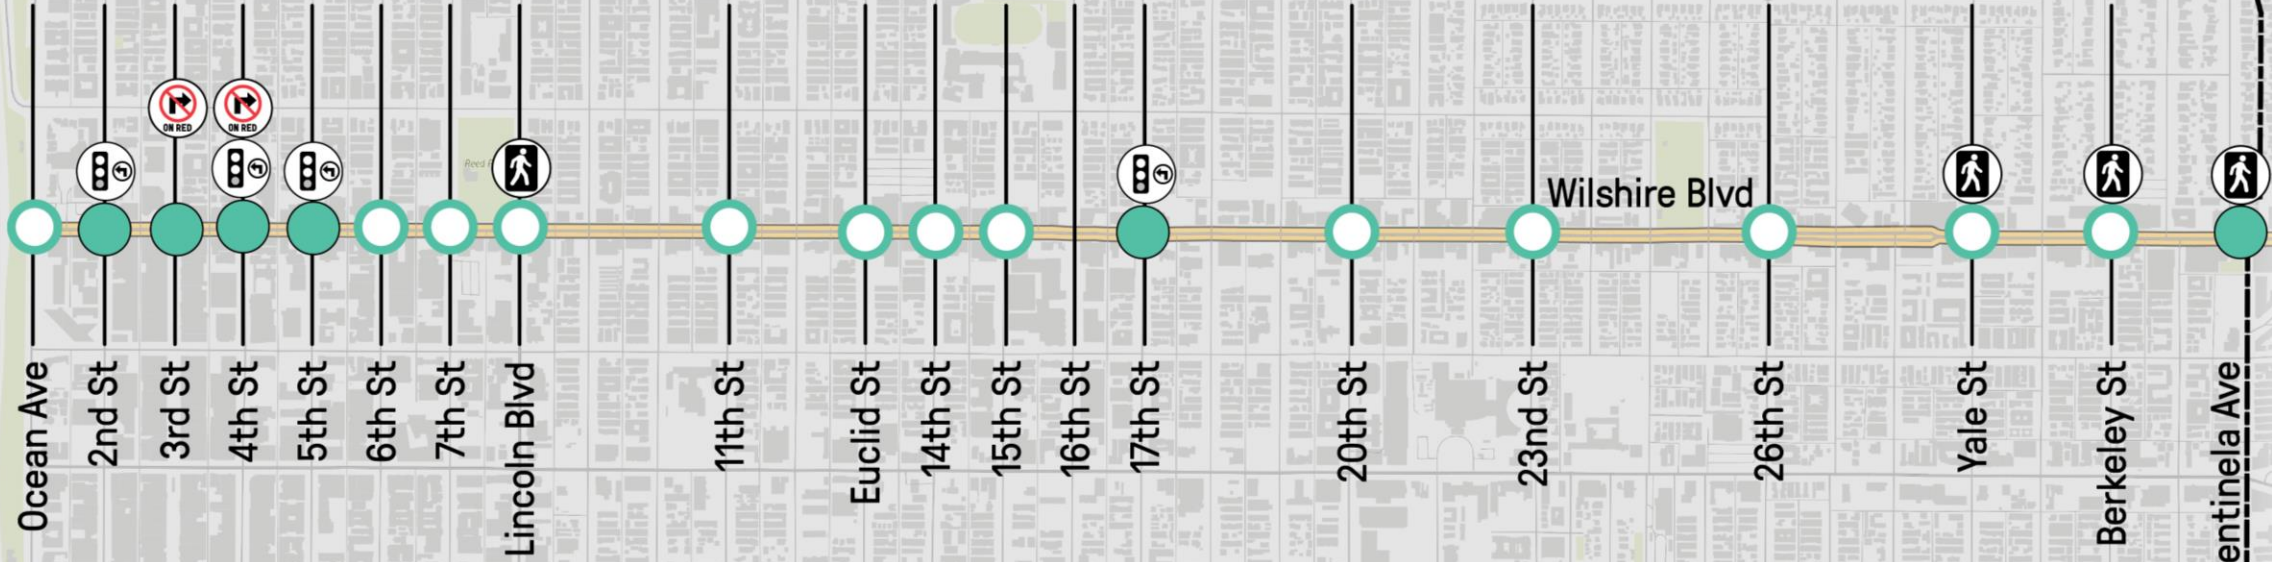 ON RED
ON RED
Reed
Wilshire Blvd
Ocean Ave
2nd St
3rd St
4th St
5th St
6th St
7th St
Lincoln Blvd
11th St
Euclid St
14th St
15th St
16th St
17th St
20th St
23nd St
26th St
Yale St
Berkeley St
entinela Ave